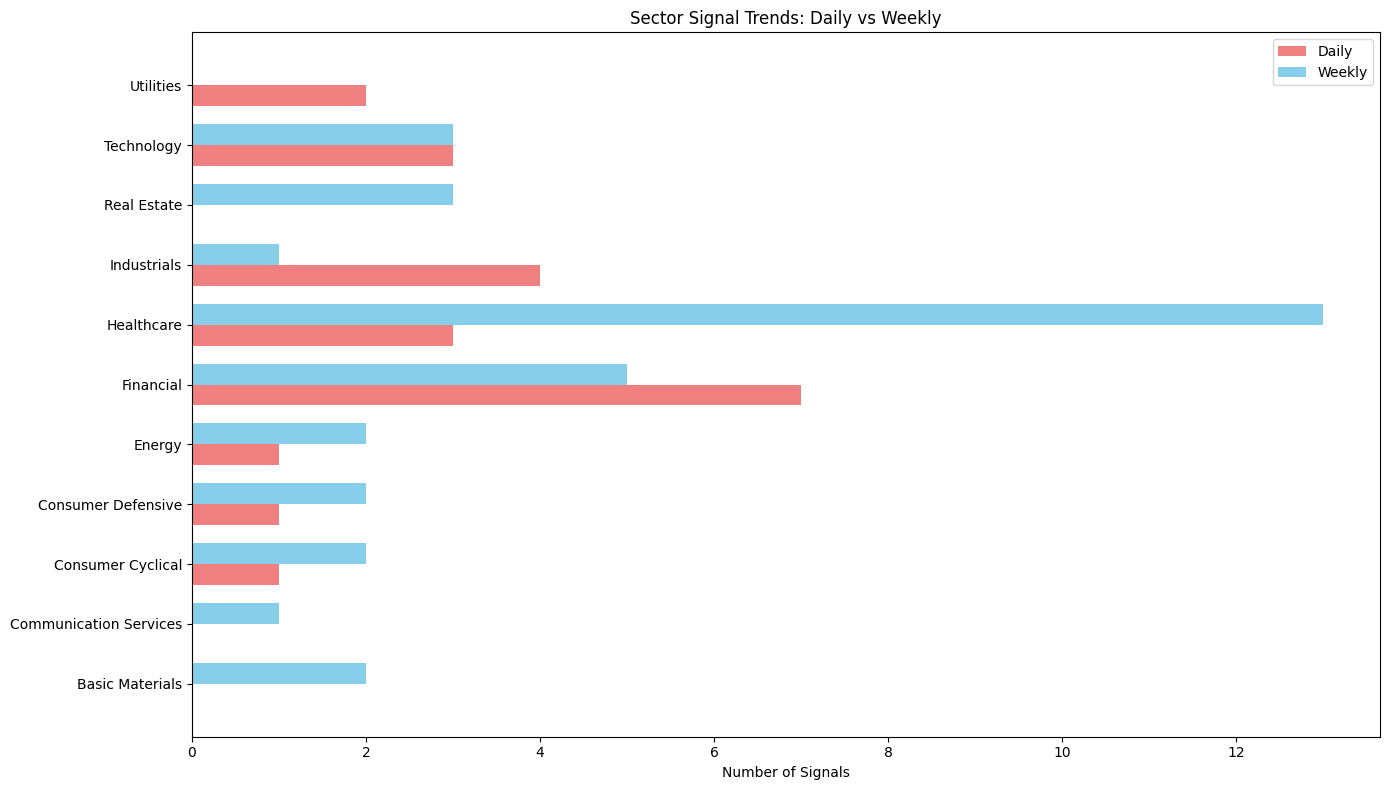 Sector Signal Trends: Daily vs Weekly
Daily
Weekly
Utilities
Technology
Real Estate
Industrials
Healthcare
Financial
Energy
Consumer Defensive
Consumer Cyclical
Communication Services
Basic Materials
0 2 4 6 8 10 12
Number of Signals